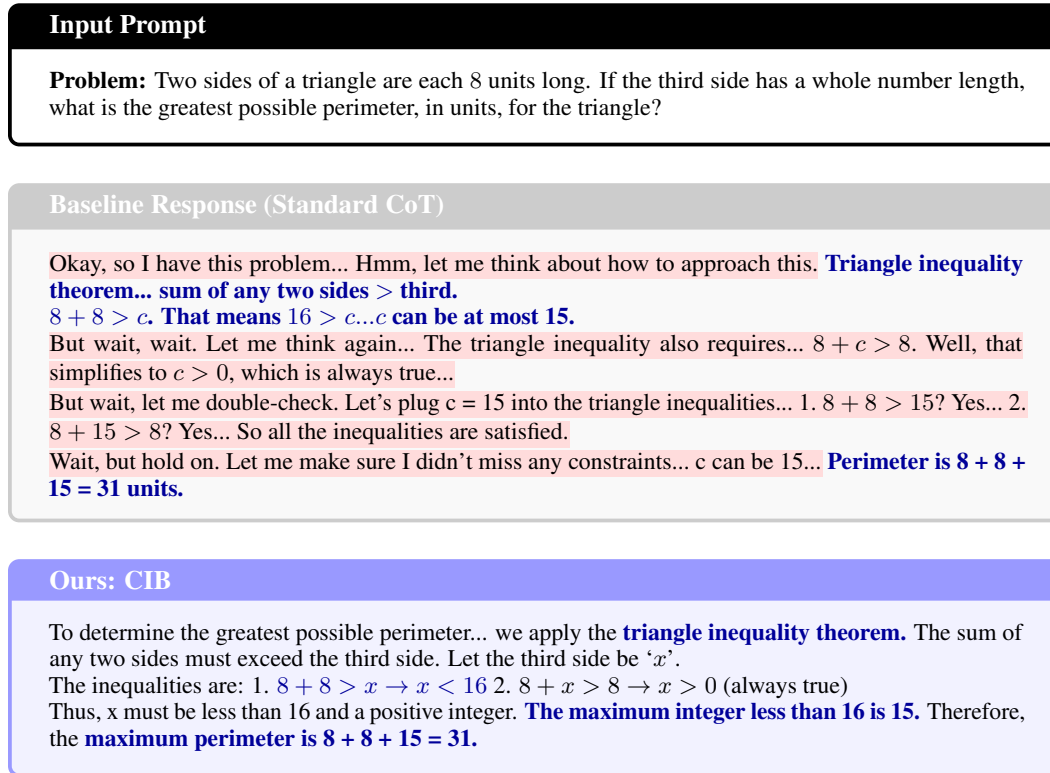 Input Prompt
Problem: Two sides of a triangle are each 8 units long. If the third side has a whole number length,
what is the greatest possible perimeter, in units, for the triangle?
Baseline Response (Standard CoT)
Okay, so I have this problem... Hmm, let me think about how to approach this. Triangle inequality
theorem... sum of any two sides > third.
8 + 8 > c. That means 16 > c...c can be at most 15.
But wait, wait. Let me think again... The triangle inequality also requires... 8 + c > 8. Well, that
simplifies to c > 0, which is always true...
But wait, let me double-check. Let's plug c = 15 into the triangle inequalities... 1. 8 + 8 > 15? Yes... 2.
8 + 15 > 8? Yes... So all the inequalities are satisfied.
Wait, but hold on. Let me make sure I didn't miss any constraints... c can be 15... Perimeter is 8 + 8 +
15 = 31 units.
Ours: CIB
To determine the greatest possible perimeter... we apply the triangle inequality theorem. The sum of
any two sides must exceed the third side. Let the third side be ‘x’.
The inequalities are: 1. 8 + 8 > x → x < 16 2. 8 + x > 8 → x > 0 (always true)
Thus, x must be less than 16 and a positive integer. The maximum integer less than 16 is 15. Therefore,
the maximum perimeter is 8 + 8 + 15 = 31.